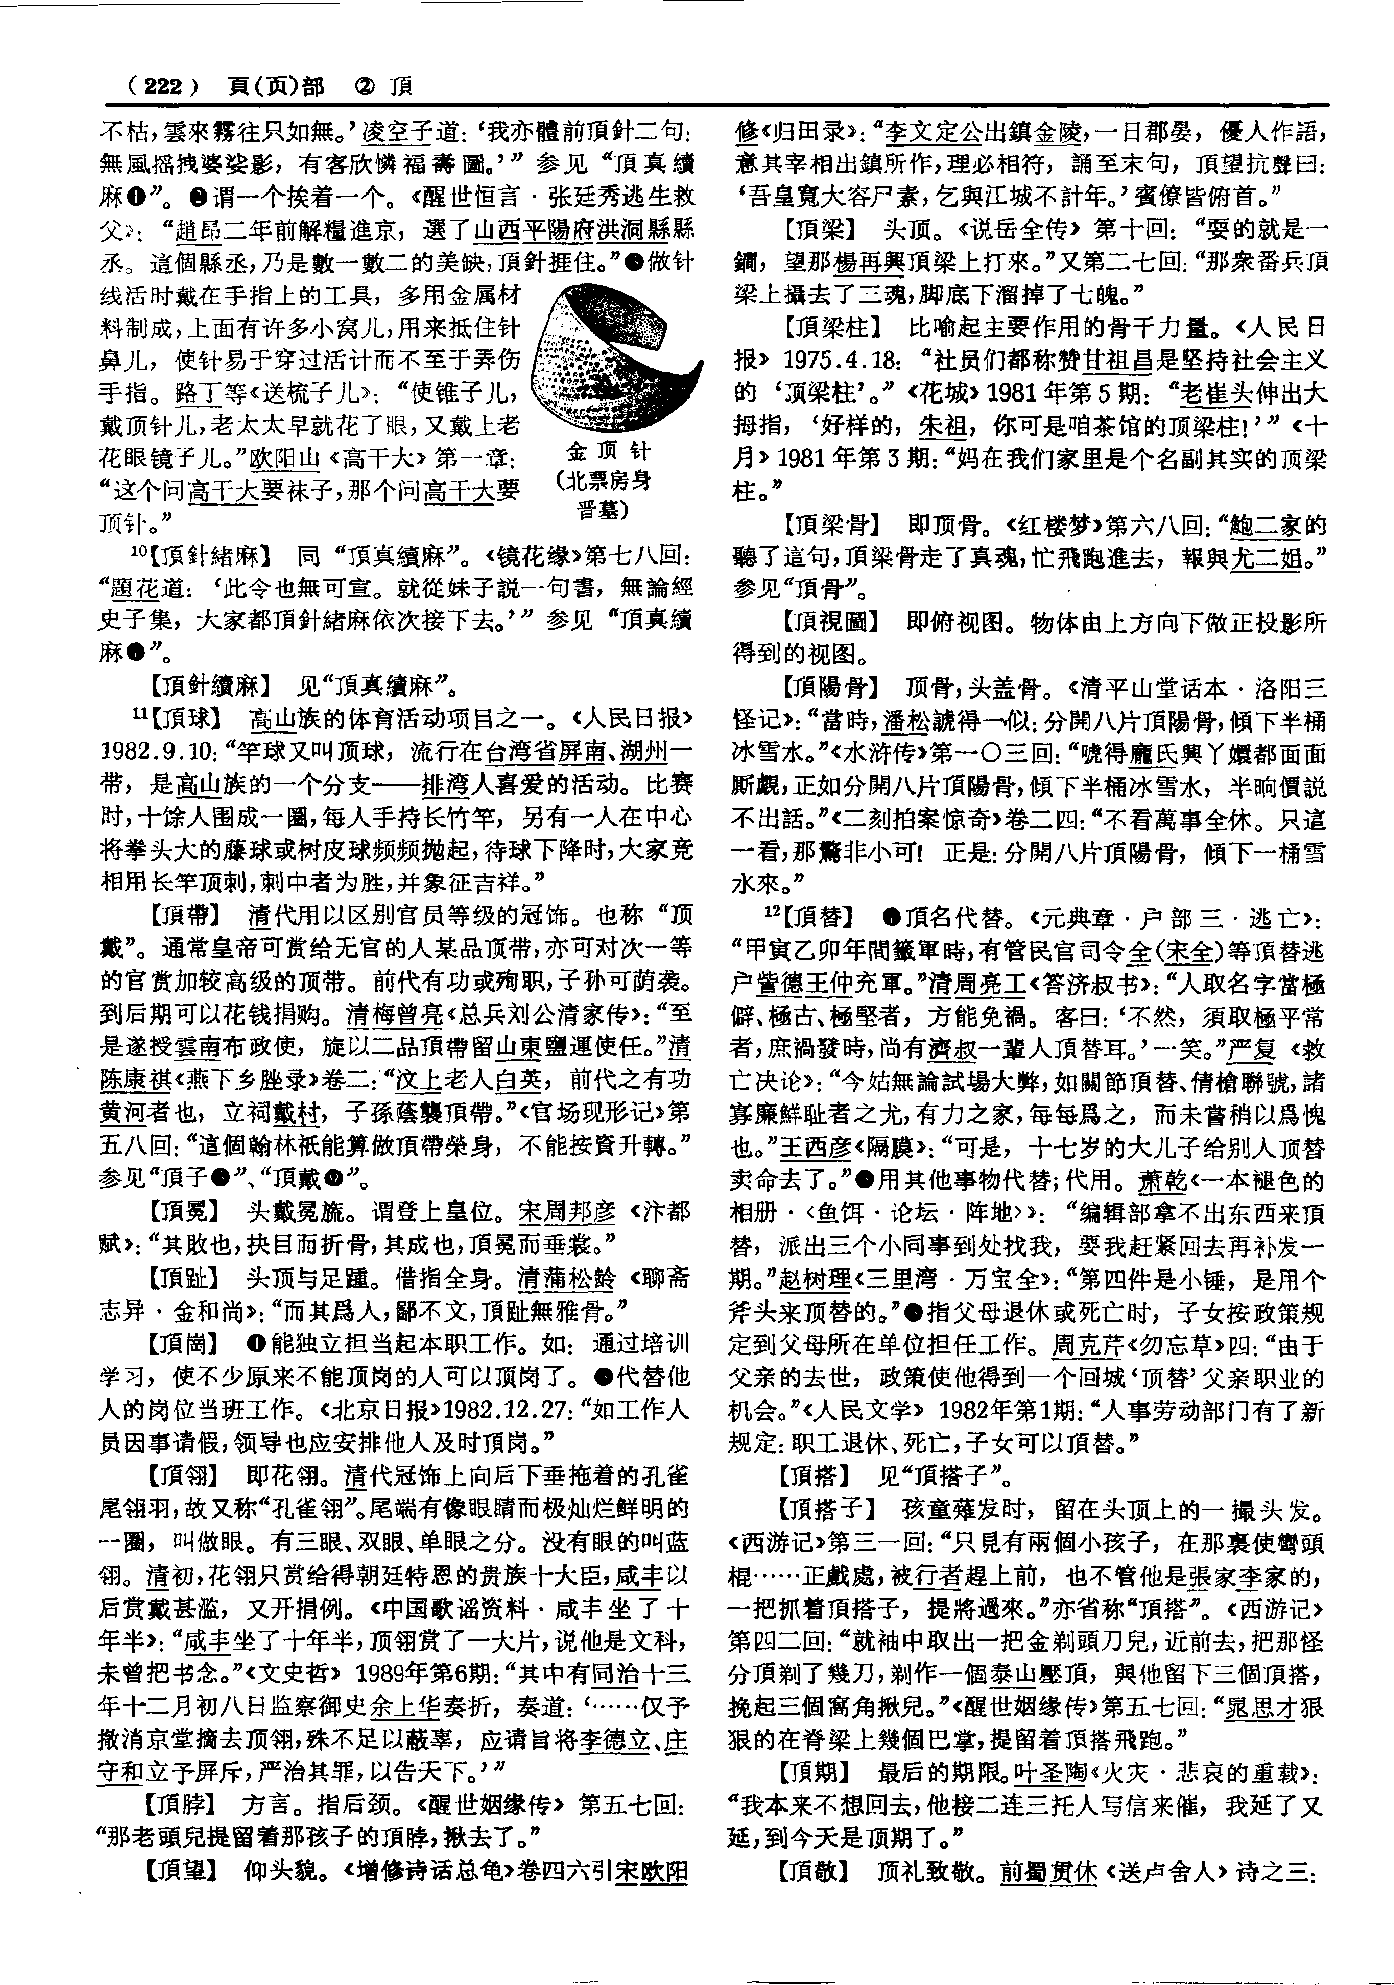 (222) 頁(页)部 ② 頂
不枯,雲來霧往只如無。’凌空子道:‘我亦體前頂針二句:
無風摇拽婆娑影,有客欣憐福壽圖。’”参见“頂真續
麻❶”。❷谓一个挨着一个。《醒世恒言·张廷秀逃生救
父》:“趙昂二年前解糧進京,選了山西平陽府洪洞縣縣
丞。這個縣丞,乃是數一數二的美缺,頂針捱住。”❸做针
线活时戴在手指上的工具,多用金属材
料制成,上面有许多小窝儿,用来抵住针
鼻儿,使针易于穿过活计而不至于弄伤
手指。路丁等《送梳子儿》:“使锥子儿,
戴顶针儿,老太太早就花了眼,又戴上老
花眼镜子儿。”欧阳山《高干大》第一章:
“这个问高干大要袜子,那个问高干大要
顶针。”
金顶针
(北票房身
晋墓)
¹⁰【頂針緒麻】 同“頂真續麻”。《镜花缘》第七八回:
“題花道:‘此令也無可宣。就從妹子説一句書,無論經
史子集,大家都頂針緒麻依次接下去。’”参见“頂真續
麻❶”。
【頂針續麻】 见“頂真續麻”。
¹¹【頂球】 高山族的体育活动项目之一。《人民日报》
1982.9.10:“竿球又叫顶球,流行在台湾省屏南、湖州一
带,是高山族的一个分支——排湾人喜爱的活动。比赛
时,十馀人围成一圈,每人手持长竹竿,另有一人在中心
将拳头大的藤球或树皮球频频抛起,待球下降时,大家竞
相用长竿顶刺,刺中者为胜,并象征吉祥。”
【頂帶】 清代用以区别官员等级的冠饰。也称“顶
戴”。通常皇帝可赏给无官的人某品顶带,亦可对次一等
的官赏加较高级的顶带。前代有功或殉职,子孙可荫袭。
到后期可以花钱捐购。清梅曾亮《总兵刘公清家传》:“至
是遂授雲南布政使,旋以二品頂帶留山東鹽運使任。”清
陈康祺《燕下乡脞录》卷二:“汶上老人白英,前代之有功
黄河者也,立祠戴村,子孫蔭襲頂帶。”《官场现形记》第
五八回:“這個翰林祇能算做頂帶榮身,不能按資升轉。”
参见“頂子❶”、“頂戴❷”。
【頂冕】 头戴冕旒。谓登上皇位。宋周邦彦《汴都
赋》:“其敗也,抉目而折骨,其成也,頂冕而垂裳。”
【頂趾】 头顶与足踵。借指全身。清蒲松龄《聊斋
志异·金和尚》:“而其爲人,鄙不文,頂趾無雅骨。”
【頂崗】 ❶能独立担当起本职工作。如:通过培训
学习,使不少原来不能顶岗的人可以顶岗了。❷代替他
人的岗位当班工作。《北京日报》1982.12.27:“如工作人
员因事请假,领导也应安排他人及时頂岗。”
【頂翎】 即花翎。清代冠饰上向后下垂拖着的孔雀
尾翎羽,故又称“孔雀翎”。尾端有像眼睛而极灿烂鲜明的
一圈,叫做眼。有三眼、双眼、单眼之分。没有眼的叫蓝
翎。清初,花翎只赏给得朝廷特恩的贵族十大臣,咸丰以
后赏戴甚滥,又开捐例。《中国歌谣资料·咸丰坐了十
年半》:“咸丰坐了十年半,顶翎赏了一大片,说他是文科,
未曾把书念。”《文史哲》 1989年第6期:“其中有同治十三
年十二月初八日监察御史余上华奏折,奏道:‘……仅予
撤消京堂摘去顶翎,殊不足以蔽辜,应请旨将李德立、庄
守和立予屏斥,严治其罪,以告天下。’”
【頂脖】 方言。指后颈。《醒世姻缘传》第五七回:
“那老頭兒提留着那孩子的頂脖,揪去了。”
【頂望】 仰头貌。《增修诗话总龟》卷四六引宋欧阳
修《归田录》:“李文定公出鎮金陵,一日郡晏,優人作語,
意其宰相出鎮所作,理必相符,誦至末句,頂望抗聲曰:
‘吾皇寬大容尸素,乞與江城不計年。’賓僚皆俯首。”
【頂梁】 头顶。《说岳全传》第十回:“耍的就是一
鐧,望那楊再興頂梁上打來。”又第二七回:“那衆番兵頂
梁上攝去了三魂,脚底下溜掉了七魄。”
【頂梁柱】 比喻起主要作用的骨干力量。《人民日
报》1975.4.18:“社员们都称赞甘祖昌是坚持社会主义
的‘顶梁柱’。”《花城》1981年第5期:“老崔头伸出大
拇指,‘好样的,朱祖,你可是咱茶馆的顶梁柱!’”《十
月》1981年第3期:“妈在我们家里是个名副其实的顶梁
柱。”
【頂梁骨】 即顶骨。《红楼梦》第六八回:“鮑二家的
聽了這句,頂梁骨走了真魂,忙飛跑進去,報與尤二姐。”
参见“頂骨”。
【頂視圖】 即俯视图。物体由上方向下做正投影所
得到的视图。
【頂陽骨】 顶骨,头盖骨。《清平山堂话本·洛阳三
怪记》:“當時,潘松諕得一似:分開八片頂陽骨,傾下半桶
冰雪水。”《水浒传》第一〇三回:“唬得龐氏與丫嬛都面面
厮覷,正如分開八片頂陽骨,傾下半桶冰雪水,半晌價説
不出話。”《二刻拍案惊奇》卷二四:“不看萬事全休。只這
一看,那驚非小可!正是:分開八片頂陽骨,傾下一桶雪
水來。”
¹²【頂替】 ❶頂名代替。《元典章·户部三·逃亡》:
“甲寅乙卯年間籤軍時,有管民官司令全(宋全)等頂替逃
户訾德王仲充軍。”清周亮工《答济叔书》:“人取名字當極
僻、極古、極堅者,方能免禍。客曰:‘不然,須取極平常
者,庶禍發時,尚有濟叔一輩人頂替耳。’一笑。”严复《救
亡决论》:“今姑無論試場大弊,如關節頂替、倩槍聯號,諸
寡廉鮮耻者之尤,有力之家,每每爲之,而未嘗稍以爲愧
也。”王西彦《隔膜》:“可是,十七岁的大儿子给别人顶替
卖命去了。”❷用其他事物代替;代用。萧乾《一本褪色的
相册·〈鱼饵·论坛·阵地〉》:“编辑部拿不出东西来頂
替,派出三个小同事到处找我,要我赶紧回去再补发一
期。”赵树理《三里湾·万宝全》:“第四件是小锤,是用个
斧头来顶替的。”❸指父母退休或死亡时,子女按政策规
定到父母所在单位担任工作。周克芹《勿忘草》四:“由于
父亲的去世,政策使他得到一个回城‘顶替’父亲职业的
机会。”《人民文学》 1982年第1期:“人事劳动部门有了新
规定:职工退休、死亡,子女可以頂替。”
【頂搭】 见“頂搭子”。
【頂搭子】 孩童薙发时,留在头顶上的一撮头发。
《西游记》第三一回:“只見有兩個小孩子,在那裏使彎頭
棍……正戲處,被行者趕上前,也不管他是張家李家的,
一把抓着頂搭子,提將過來。”亦省称“頂搭”。《西游记》
第四二回:“就袖中取出一把金剃頭刀兒,近前去,把那怪
分頂剃了幾刀,剃作一個泰山壓頂,與他留下三個頂搭,
挽起三個窩角揪兒。”《醒世姻缘传》第五七回:“晁思才狠
狠的在脊梁上幾個巴掌,提留着頂搭飛跑。”
【頂期】 最后的期限。叶圣陶《火灾·悲哀的重载》:
“我本来不想回去,他接二连三托人写信来催,我延了又
延,到今天是顶期了。”
【頂敬】 顶礼致敬。前蜀贯休《送卢舍人》诗之三: